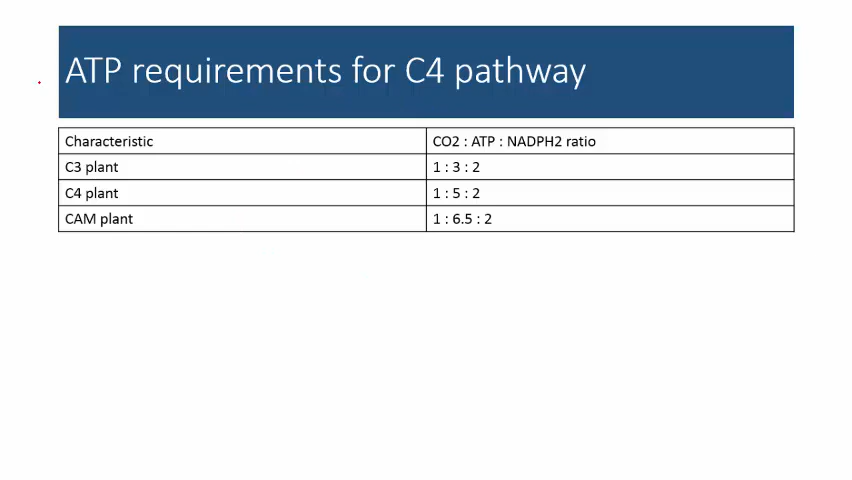 ATP requirements for C4 pathway
Characteristic CO2 : ATP : NADPH2 ratio
C3 plant 1 : 3 : 2
C4 plant 1 : 5 : 2
CAM plant 1 : 6.5 : 2